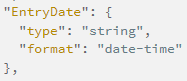 "EntryDate": {
"type": "string",
"format": "date-time"
},